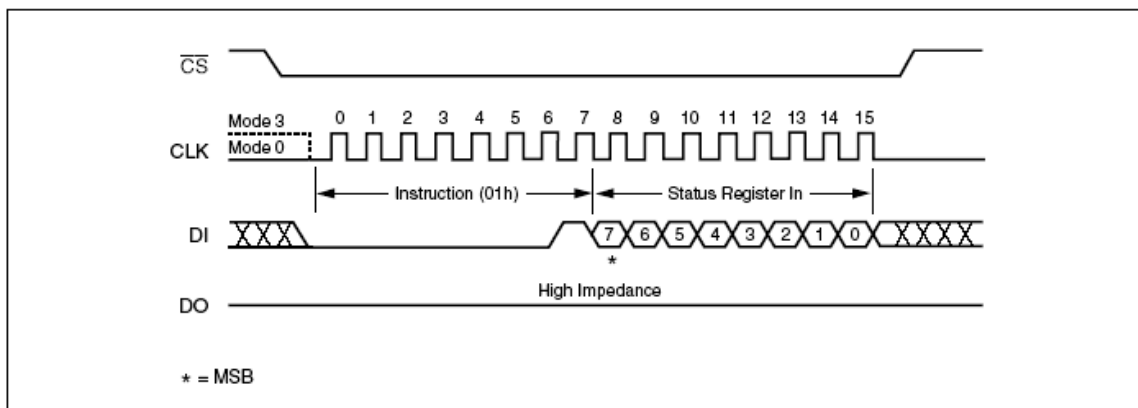 CS
Mode 3 0 1 2 3 4 5 6 7 8 9 10 11 12 13 14 15
CLK Mode 0
Instruction (01h) Status Register In
DI 7 6 5 4 3 2 1 0
*
High Impedance
DO
* = MSB